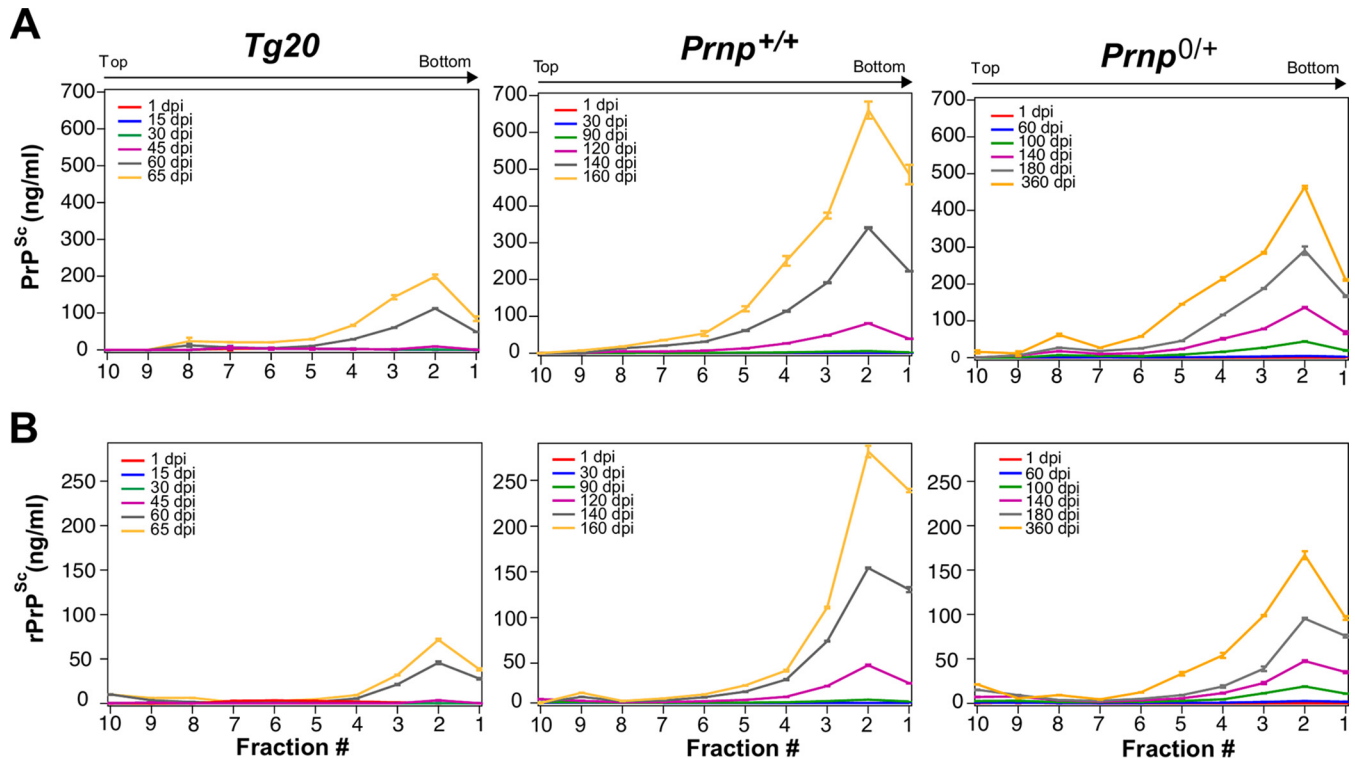 A
Tg20
Prnp+/+
Prnp0/+
Top Bottom
Top Bottom
Top Bottom
PrPSc (ng/ml)
700
600
500
400
300
200
100
0
1 dpi
15 dpi
30 dpi
45 dpi
60 dpi
65 dpi
10 9 8 7 6 5 4 3 2 1
700
600
500
400
300
200
100
0
1 dpi
30 dpi
90 dpi
120 dpi
140 dpi
160 dpi
10 9 8 7 6 5 4 3 2 1
700
600
500
400
300
200
100
0
1 dpi
60 dpi
100 dpi
140 dpi
180 dpi
360 dpi
10 9 8 7 6 5 4 3 2 1
B
rPrPSc (ng/ml)
250
200
150
100
50
0
1 dpi
15 dpi
30 dpi
45 dpi
60 dpi
65 dpi
10 9 8 7 6 5 4 3 2 1
Fraction #
250
200
150
100
50
0
1 dpi
30 dpi
90 dpi
120 dpi
140 dpi
160 dpi
10 9 8 7 6 5 4 3 2 1
Fraction #
250
200
150
100
50
0
1 dpi
60 dpi
100 dpi
140 dpi
180 dpi
360 dpi
10 9 8 7 6 5 4 3 2 1
Fraction #